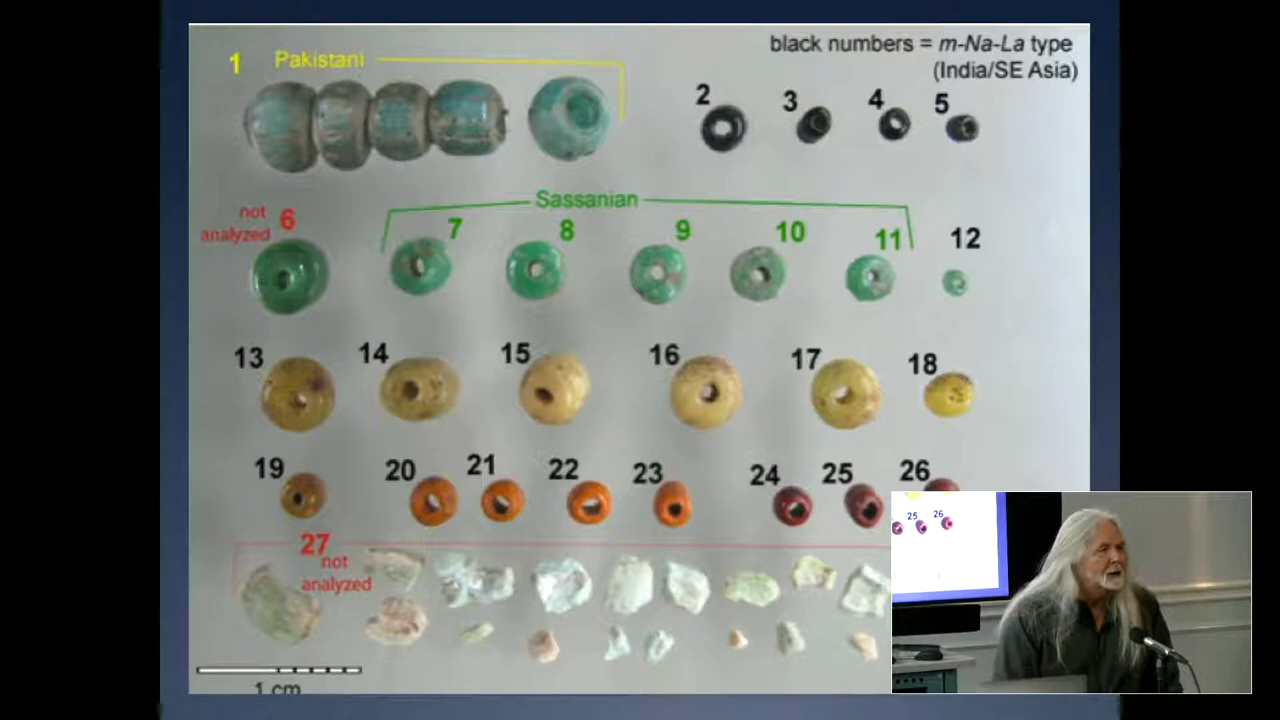 black numbers = m-Na-La type
(India/SE Asia)
1 Pakistani
2 3 4 5
Sassanian
not
analyzed 6
7 8 9 10 11 12
13 14 15 16 17 18
19 20 21 22 23 24 25 26
27
not
analyzed
1 cm
25 26